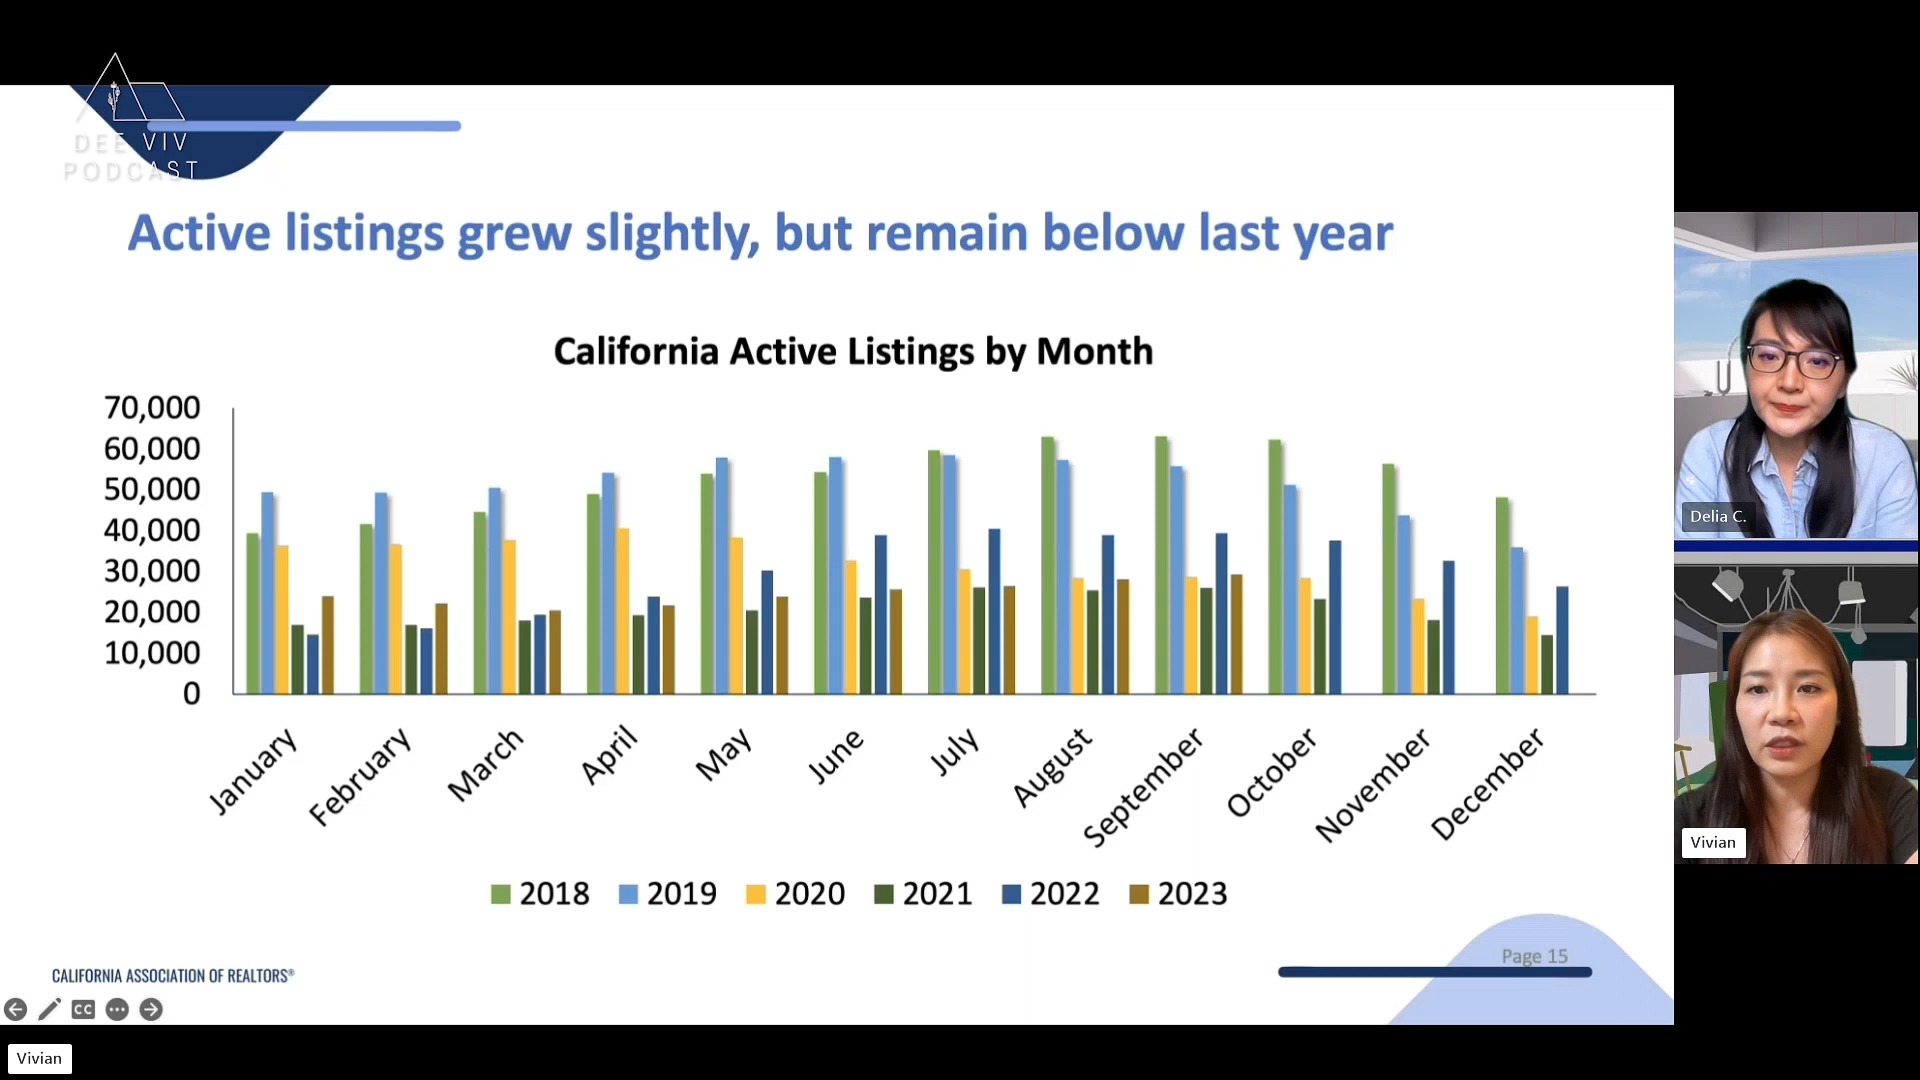 DEE VIV
PODCAST
Active listings grew slightly, but remain below last year
California Active Listings by Month
70,000
60,000
50,000
40,000
30,000
20,000
10,000
0
January
February
March
April
May
June
July
August
September
October
November
December
2018
2019
2020
2021
2022
2023
Page 15
CALIFORNIA ASSOCIATION OF REALTORS®
CC
Vivian
Delia C.
Vivian